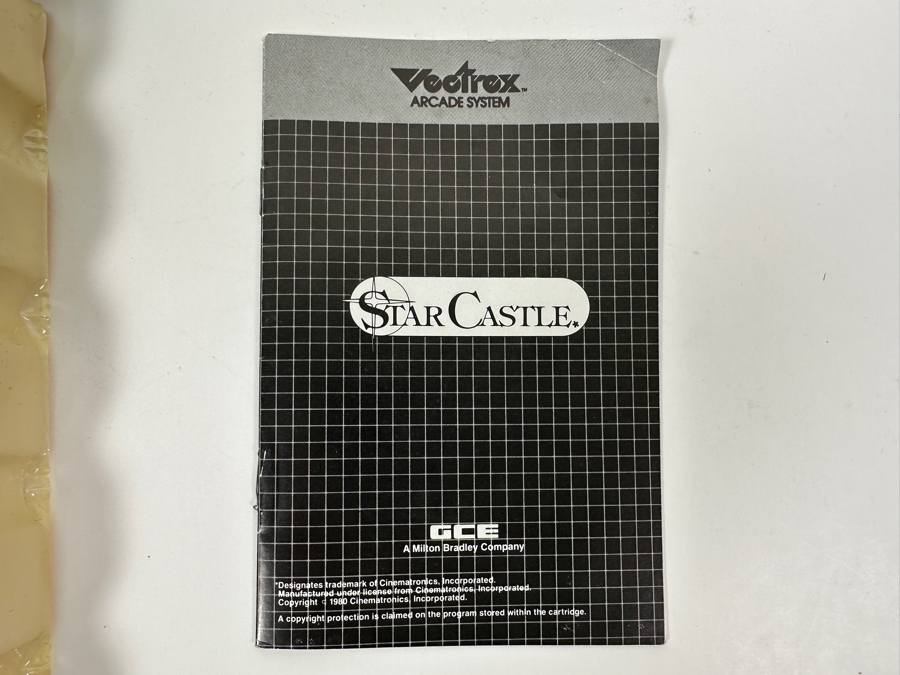 Vectrex™
ARCADE SYSTEM
STAR CASTLE*
GCE
A Milton Bradley Company
*Designates trademark of Cinematronics, Incorporated.
Manufactured under license from Cinematronics, Incorporated.
Copyright © 1980 Cinematronics, Incorporated.
A copyright protection is claimed on the program stored within the cartridge.